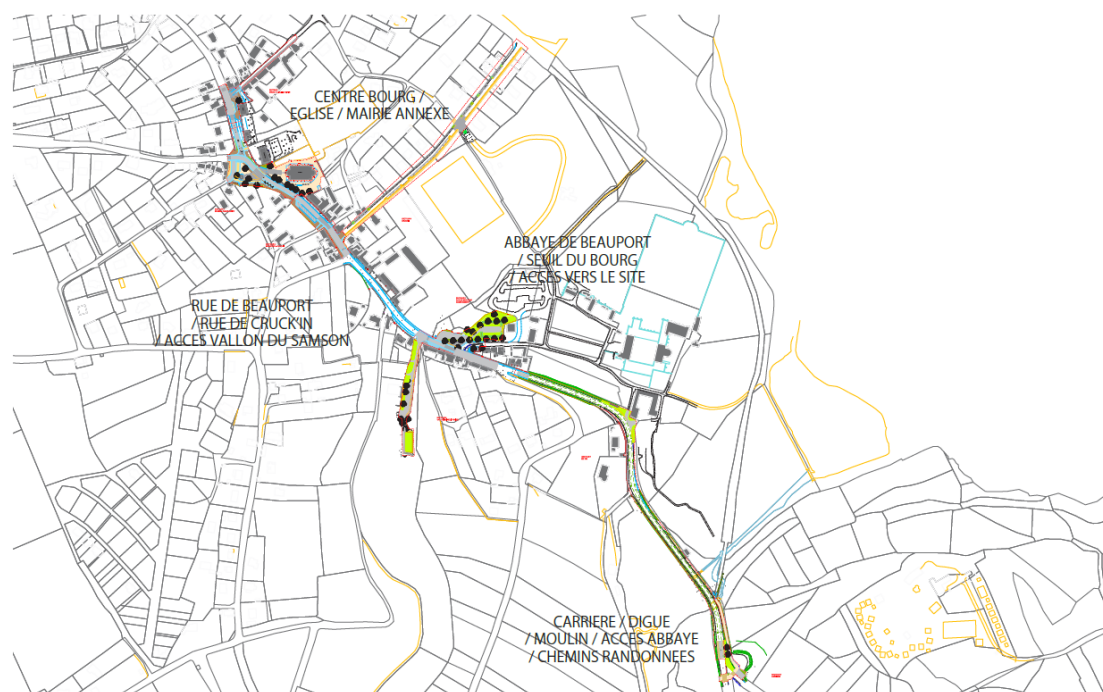 CENTRE BOURG /
EGLISE / MAIRIE ANNEXE
ABBAYE DE BEAUPORT
/ SEUIL DU BOURG
/ ACCES VERS LE SITE
RUE DE BEAUPORT
/ RUE DE CRUCK'IN
/ ACCES VALLON DU SAMSON
CARRIERE / DIGUE
/ MOULIN / ACCES ABBAYE
/ CHEMINS RANDONNEES